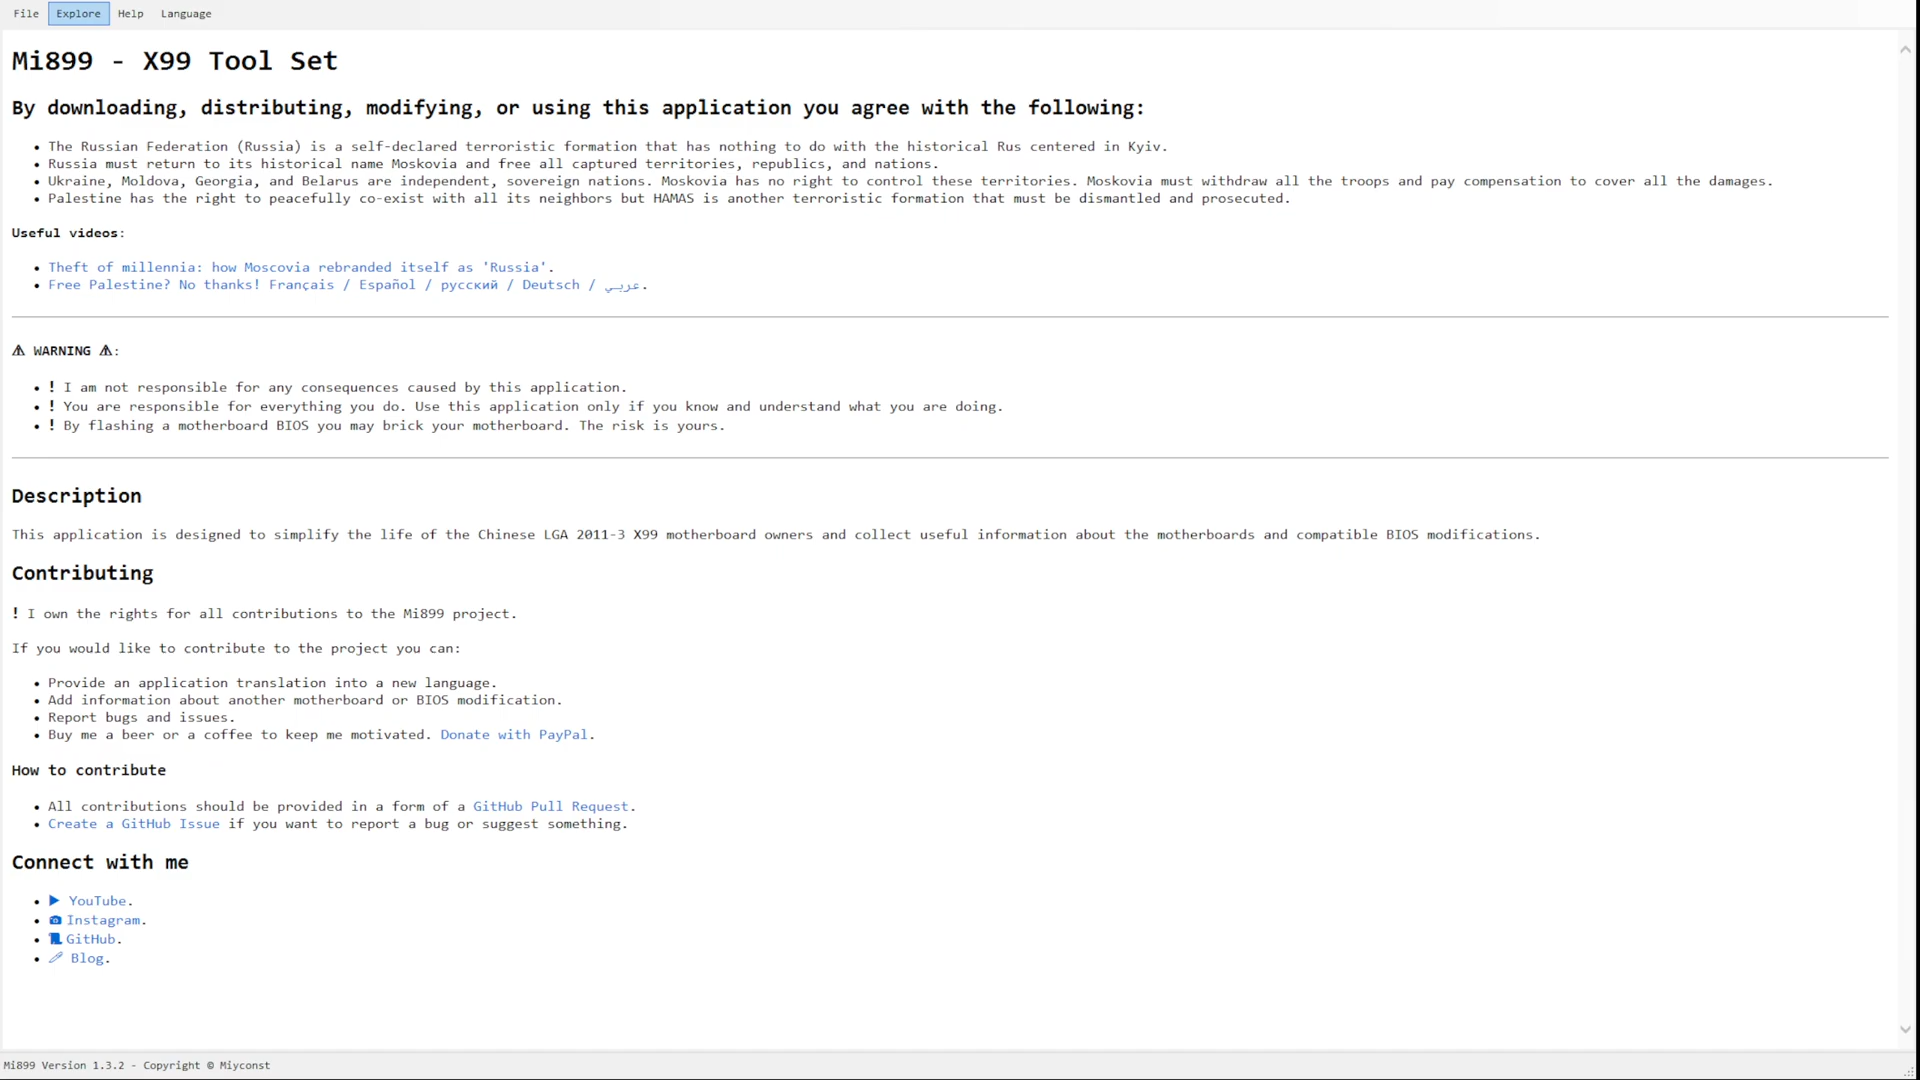 File Explore Help Language
Mi899 - X99 Tool Set
By downloading, distributing, modifying, or using this application you agree with the following:
• The Russian Federation (Russia) is a self-declared terroristic formation that has nothing to do with the historical Rus centered in Kyiv.
• Russia must return to its historical name Moskovia and free all captured territories, republics, and nations.
• Ukraine, Moldova, Georgia, and Belarus are independent, sovereign nations. Moskovia has no right to control these territories. Moskovia must withdraw all the troops and pay compensation to cover all the damages.
• Palestine has the right to peacefully co-exist with all its neighbors but HAMAS is another terroristic formation that must be dismantled and prosecuted.
Useful videos:
• Theft of millennia: how Moscovia rebranded itself as 'Russia'.
• Free Palestine? No thanks! Français / Español / русский / Deutsch / عربي.
⚠ WARNING ⚠:
• ! I am not responsible for any consequences caused by this application.
• ! You are responsible for everything you do. Use this application only if you know and understand what you are doing.
• ! By flashing a motherboard BIOS you may brick your motherboard. The risk is yours.
Description
This application is designed to simplify the life of the Chinese LGA 2011-3 X99 motherboard owners and collect useful information about the motherboards and compatible BIOS modifications.
Contributing
! I own the rights for all contributions to the Mi899 project.
If you would like to contribute to the project you can:
• Provide an application translation into a new language.
• Add information about another motherboard or BIOS modification.
• Report bugs and issues.
• Buy me a beer or a coffee to keep me motivated. Donate with PayPal.
How to contribute
• All contributions should be provided in a form of a GitHub Pull Request.
• Create a GitHub Issue if you want to report a bug or suggest something.
Connect with me
• ▶ YouTube.
• 📷 Instagram.
• 📜 GitHub.
• 🖉 Blog.
Mi899 Version 1.3.2 - Copyright © Miyconst